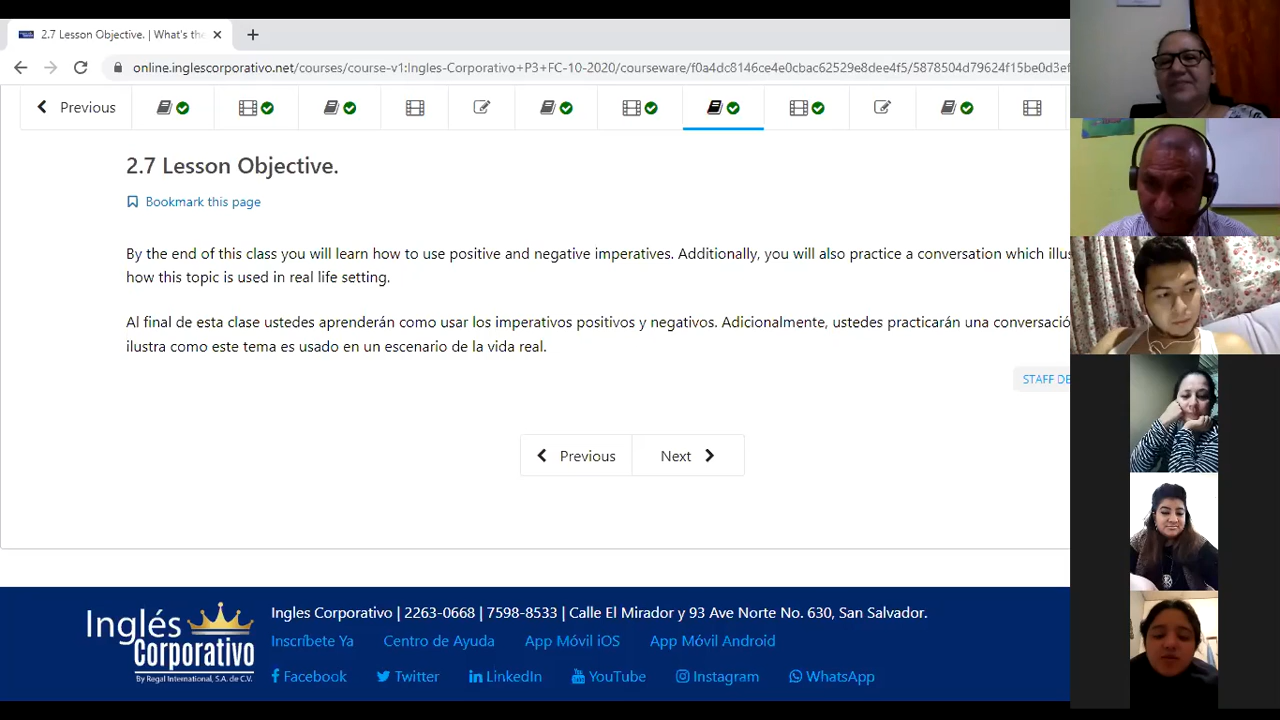 2.7 Lesson Objective. | What's the
online.inglescorporativo.net/courses/course-v1:Ingles-Corporativo+P3+FC-10-2020/courseware/f0a4dc8146ce4e0cbac62529e8dee4f5/5878504d79624f15be0d3ef
Previous
2.7 Lesson Objective.
Bookmark this page
By the end of this class you will learn how to use positive and negative imperatives. Additionally, you will also practice a conversation which illus
how this topic is used in real life setting.
Al final de esta clase ustedes aprenderán como usar los imperativos positivos y negativos. Adicionalmente, ustedes practicarán una conversació
ilustra como este tema es usado en un escenario de la vida real.
STAFF DE
Previous Next
Inglés
Corporativo
By Regal International, S.A. de C.V.
Ingles Corporativo | 2263-0668 | 7598-8533 | Calle El Mirador y 93 Ave Norte No. 630, San Salvador.
Inscríbete Ya Centro de Ayuda App Móvil iOS App Móvil Android
Facebook Twitter LinkedIn YouTube Instagram WhatsApp